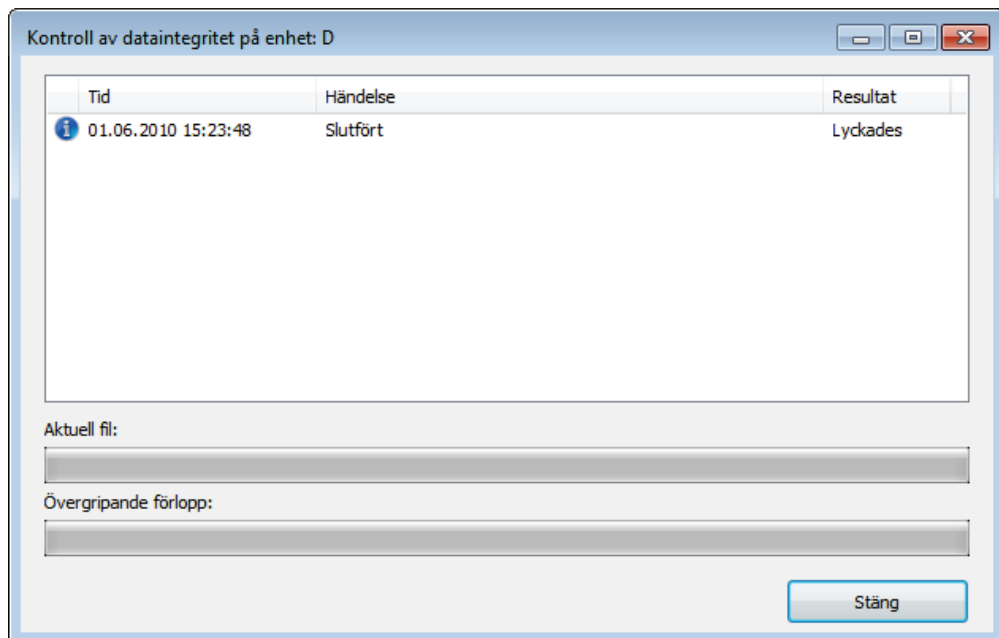 Kontroll av dataintegritet på enhet: D
Tid Händelse Resultat
01.06.2010 15:23:48 Slutfört Lyckades
Aktuell fil:
Övergripande förlopp:
Stäng